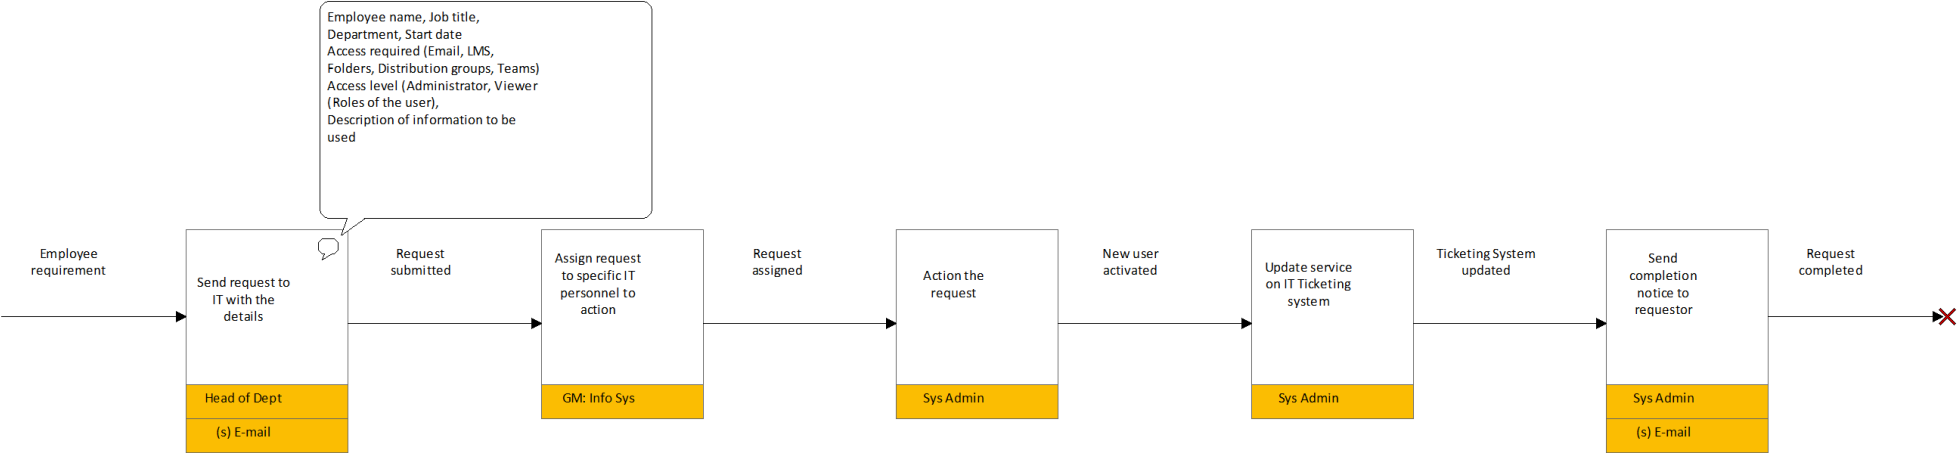 Employee name, Job title,
Department, Start date
Access required (Email, LMS,
Folders, Distribution groups, Teams)
Access level (Administrator, Viewer
(Roles of the user),
Description of information to be
used
Employee
requirement
Send request to
IT with the
details
Head of Dept
(s) E-mail
Request
submitted
Assign request
to specific IT
personnel to
action
GM: Info Sys
Request
assigned
Action the
request
Sys Admin
New user
activated
Update service
on IT Ticketing
system
Sys Admin
Ticketing System
updated
Send
completion
notice to
requestor
Sys Admin
(s) E-mail
Request
completed